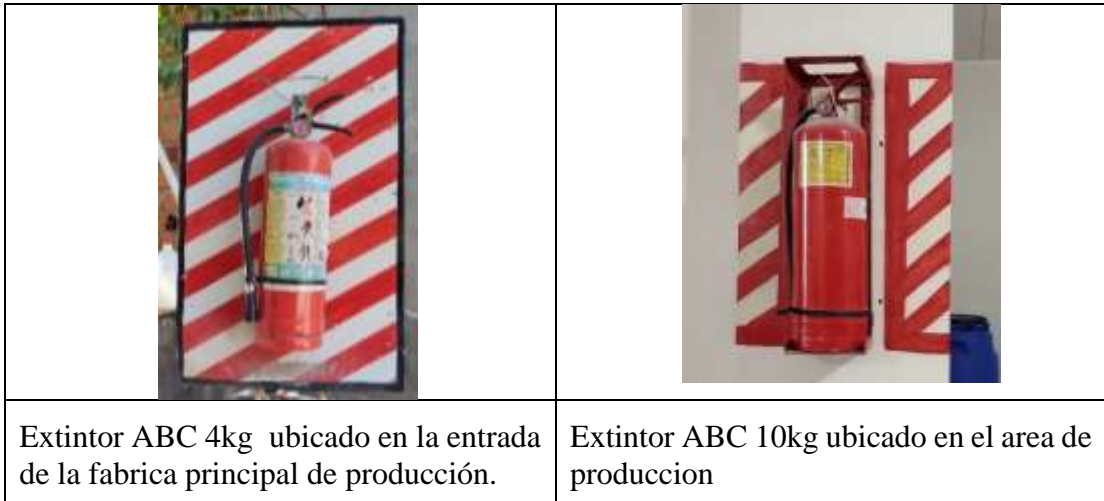 Extintor ABC 4kg ubicado en la entrada
de la fabrica principal de producción.
Extintor ABC 10kg ubicado en el area de
produccion